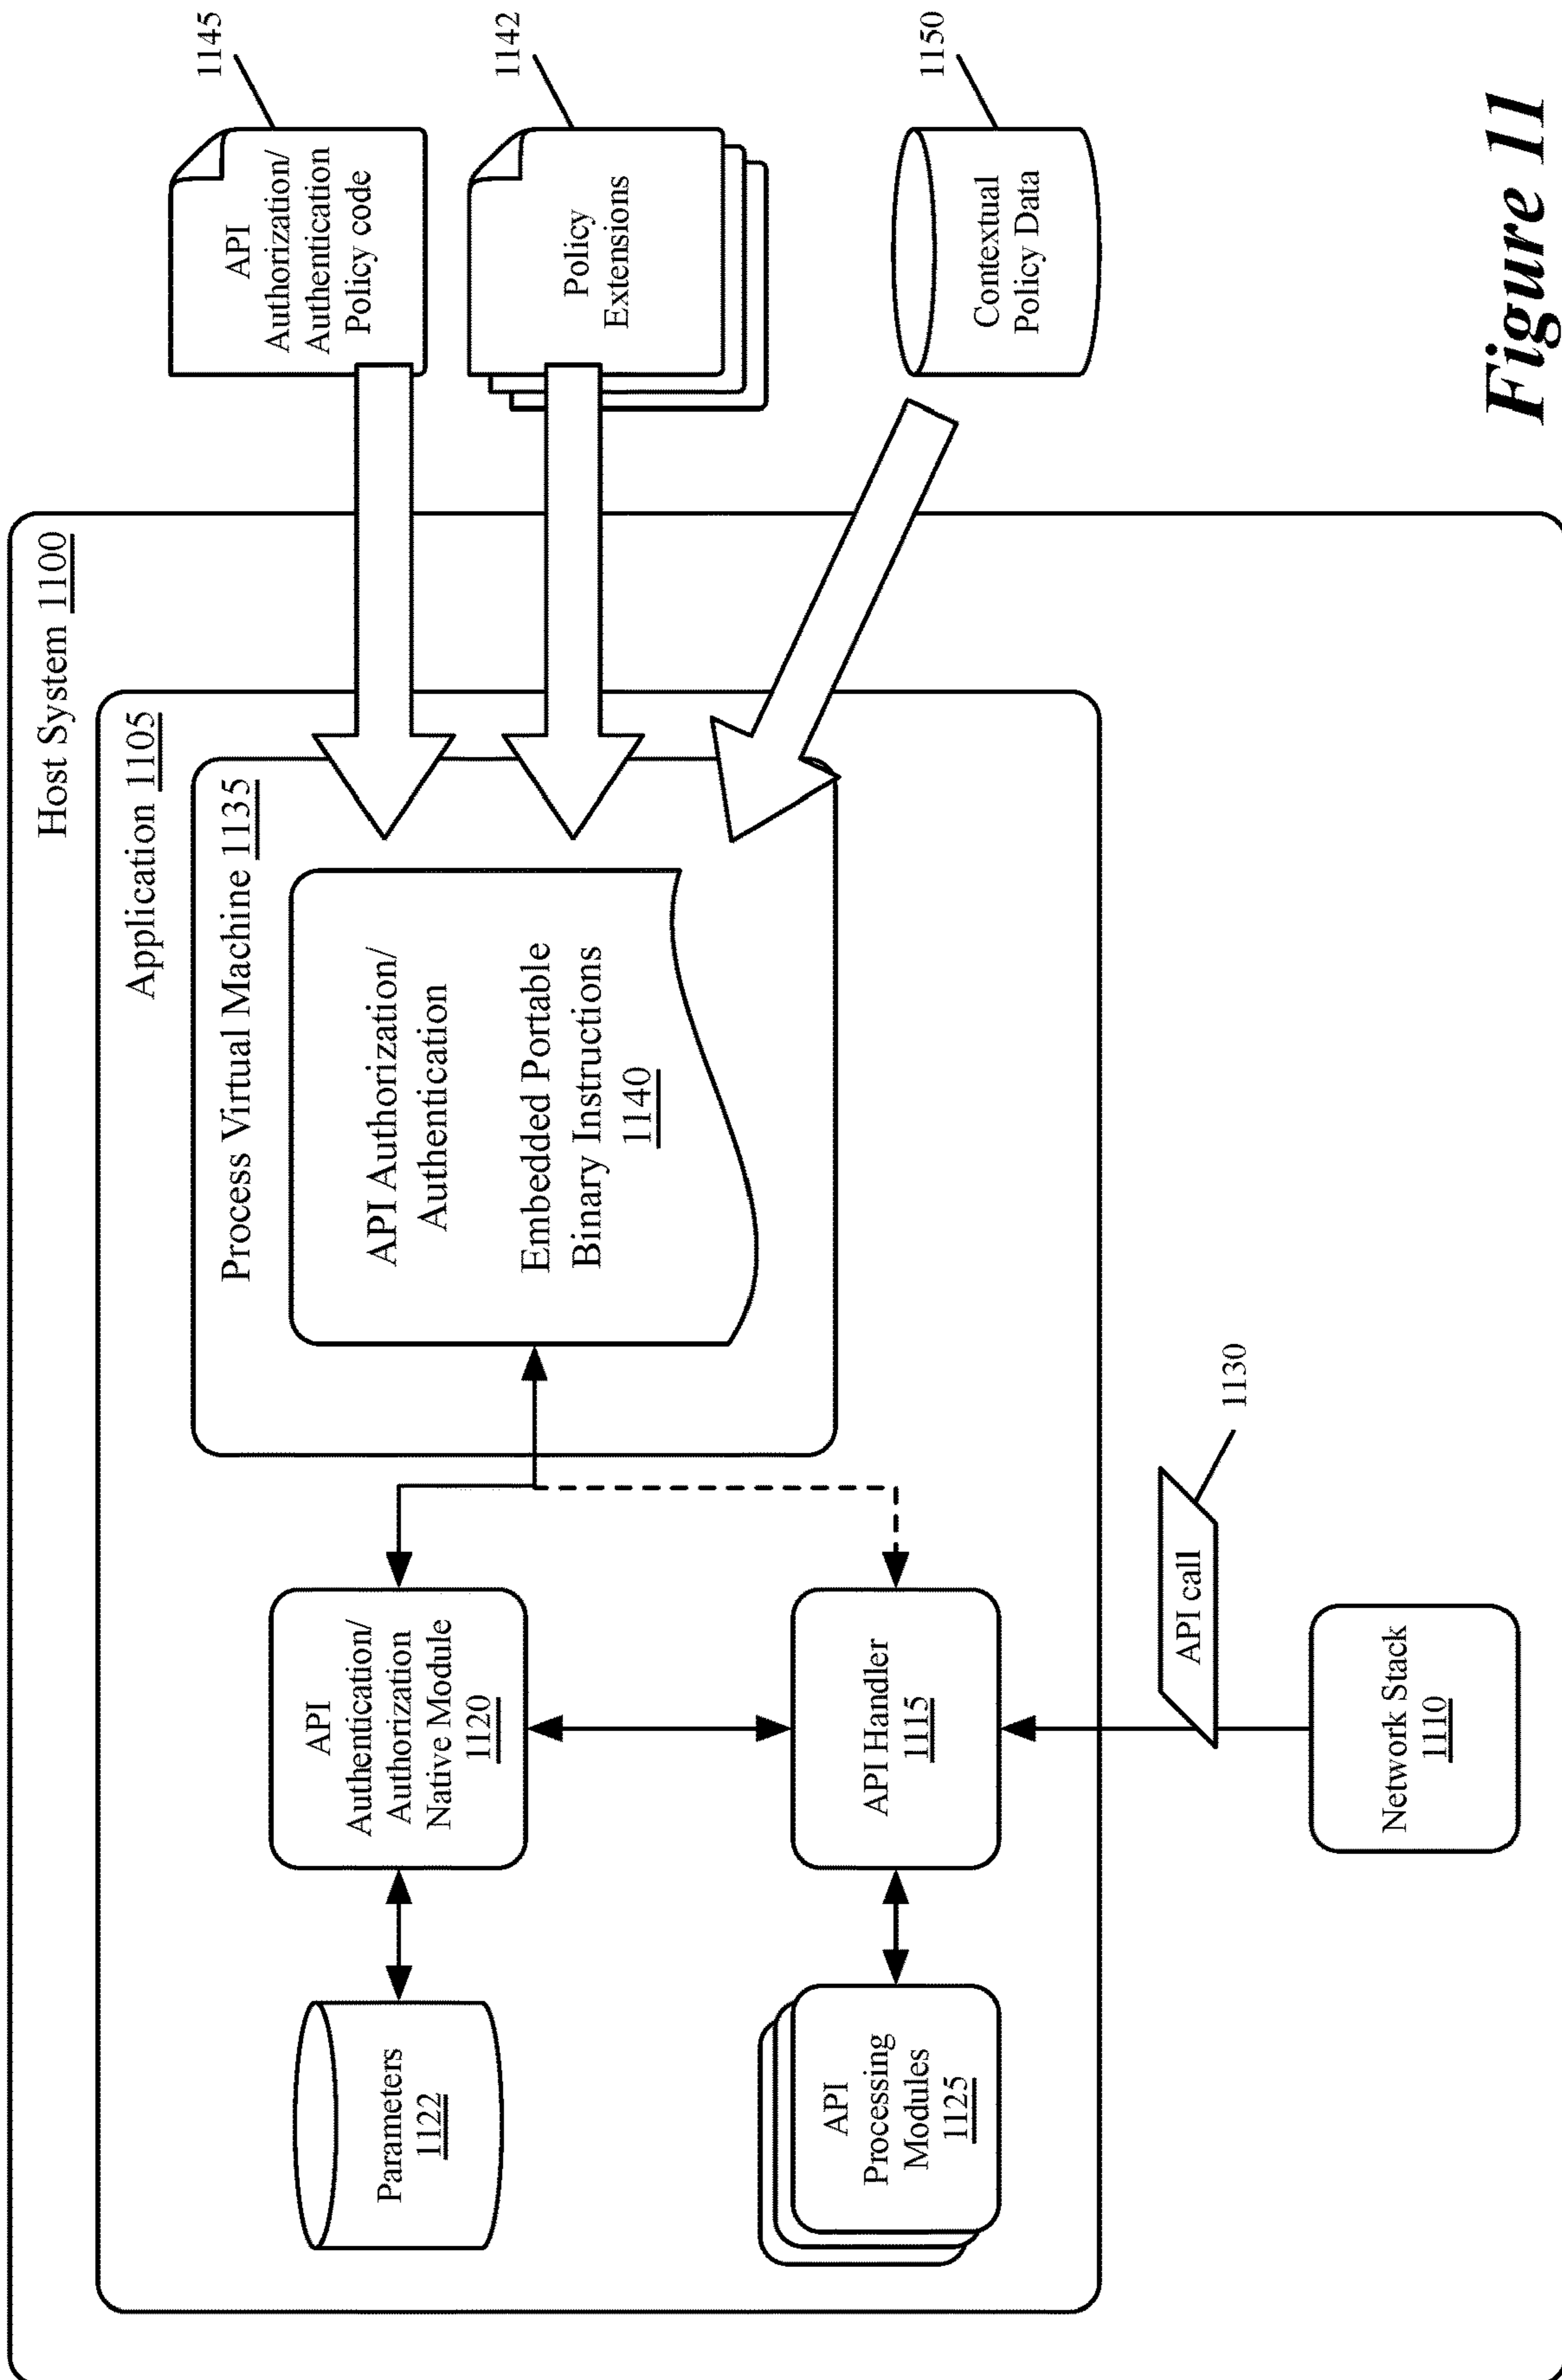 Host System 1100
Application 1105
Process Virtual Machine 1135
API Authorization/
Authentication
Embedded Portable
Binary Instructions
1140
API
Authentication/
Authorization
Native Module
1120
Parameters
1122
API Handler
1115
API
Processing
Modules
1125
API call
1130
Network Stack
1110
API
Authorization/
Authentication
Policy code
1145
Policy
Extensions
1142
Contextual
Policy Data
1150
Figure 11